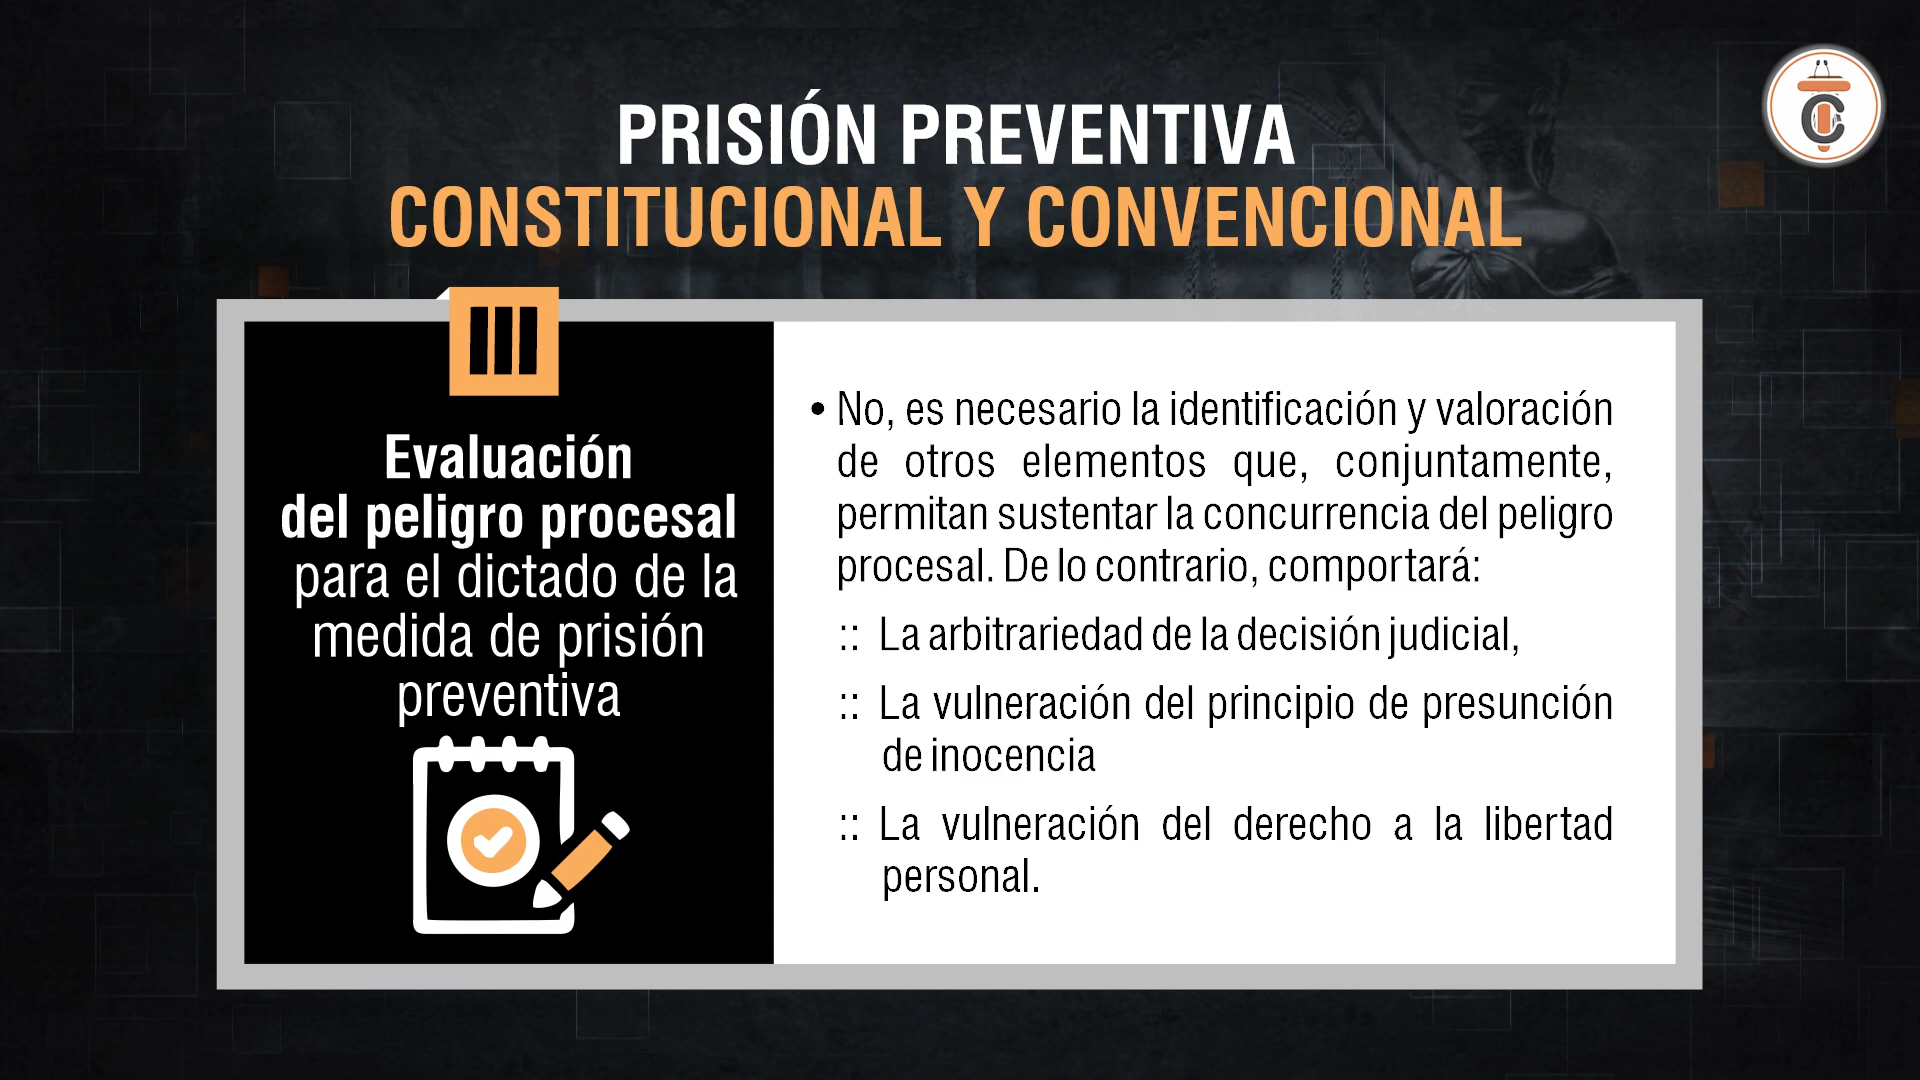 PRISIÓN PREVENTIVA
CONSTITUCIONAL Y CONVENCIONAL
III
Evaluación
del peligro procesal
para el dictado de la
medida de prisión
preventiva
• No, es necesario la identificación y valoración
de otros elementos que, conjuntamente,
permitan sustentar la concurrencia del peligro
procesal. De lo contrario, comportará:
:: La arbitrariedad de la decisión judicial,
:: La vulneración del principio de presunción
de inocencia
:: La vulneración del derecho a la libertad
personal.